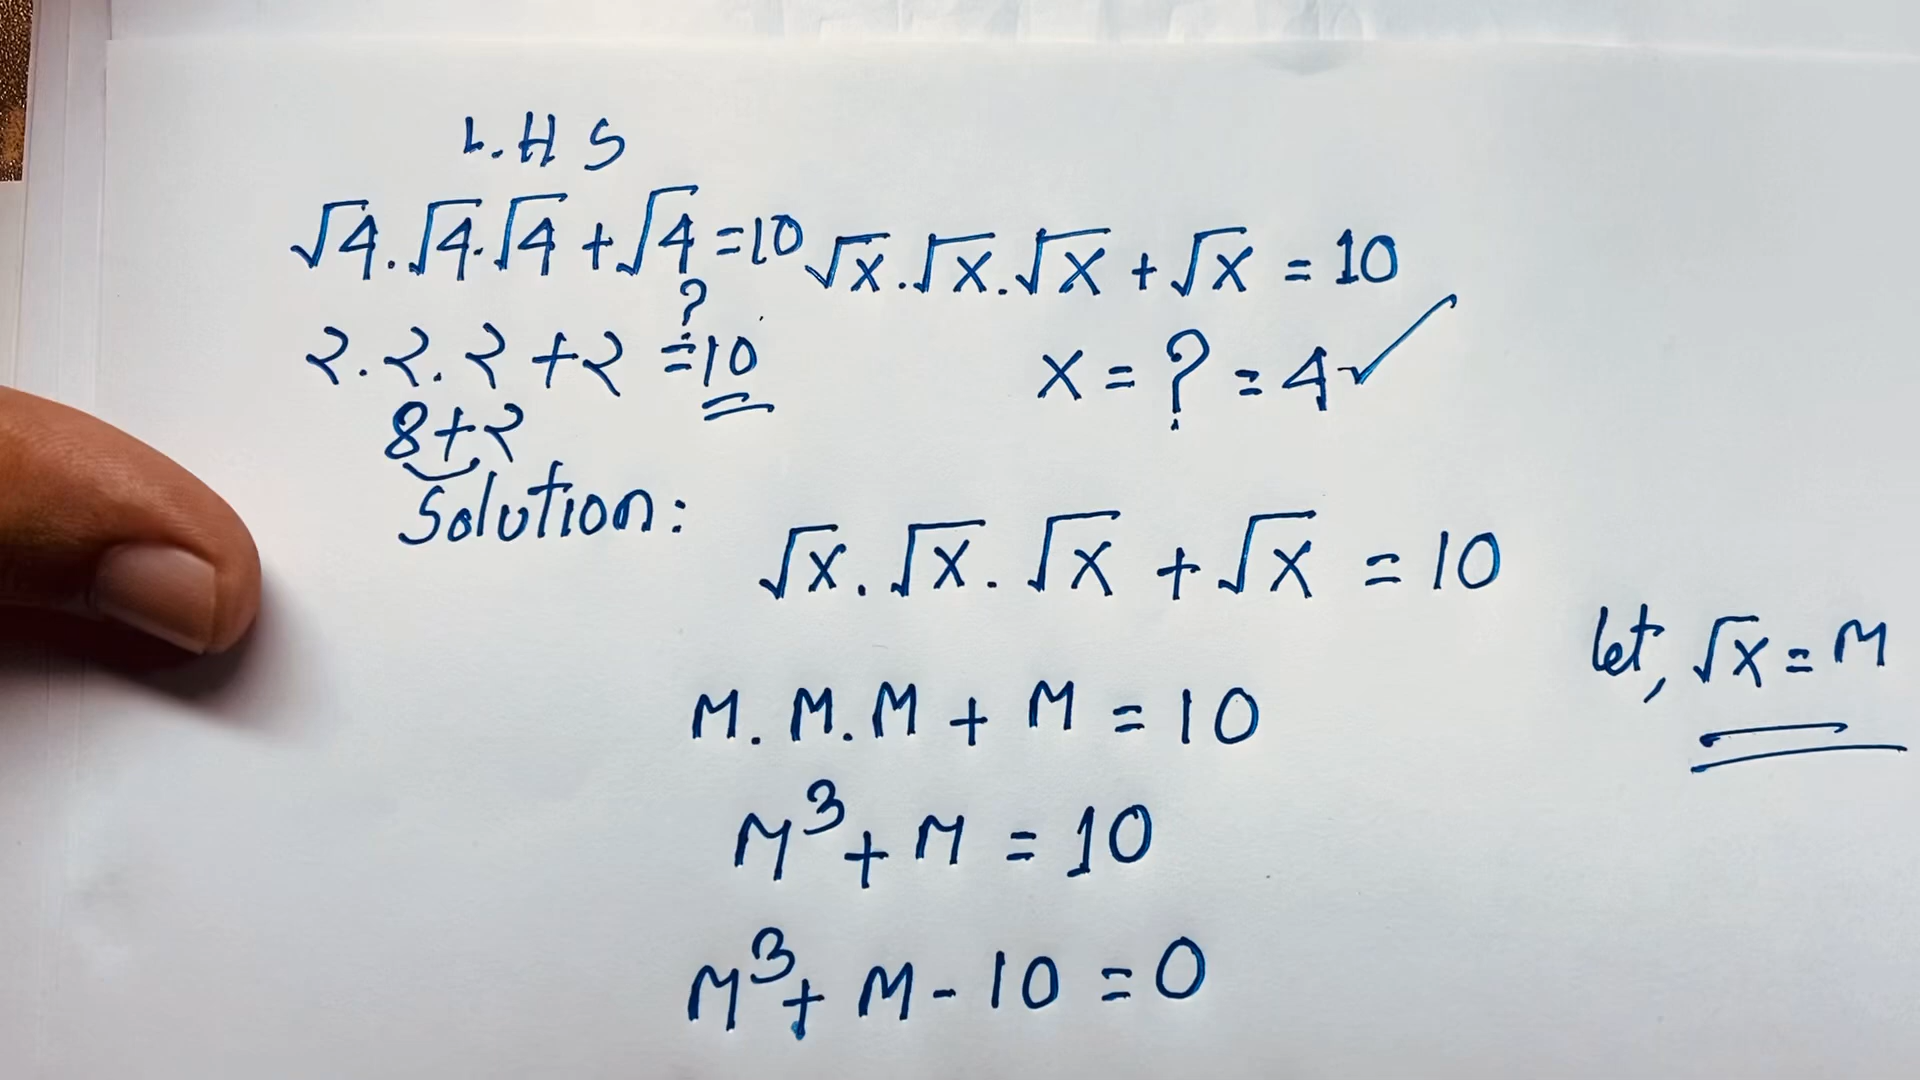 L.H S
√4.√4.√4 + √4 = 10
?
2.2.2 + 2 = 10
8+2
√x.√x.√x + √x = 10
x = ? = 4 ✓
Solution:
√x.√x.√x + √x = 10
let, √x = M
M.M.M + M = 10
M³ + M = 10
M³ + M - 10 = 0